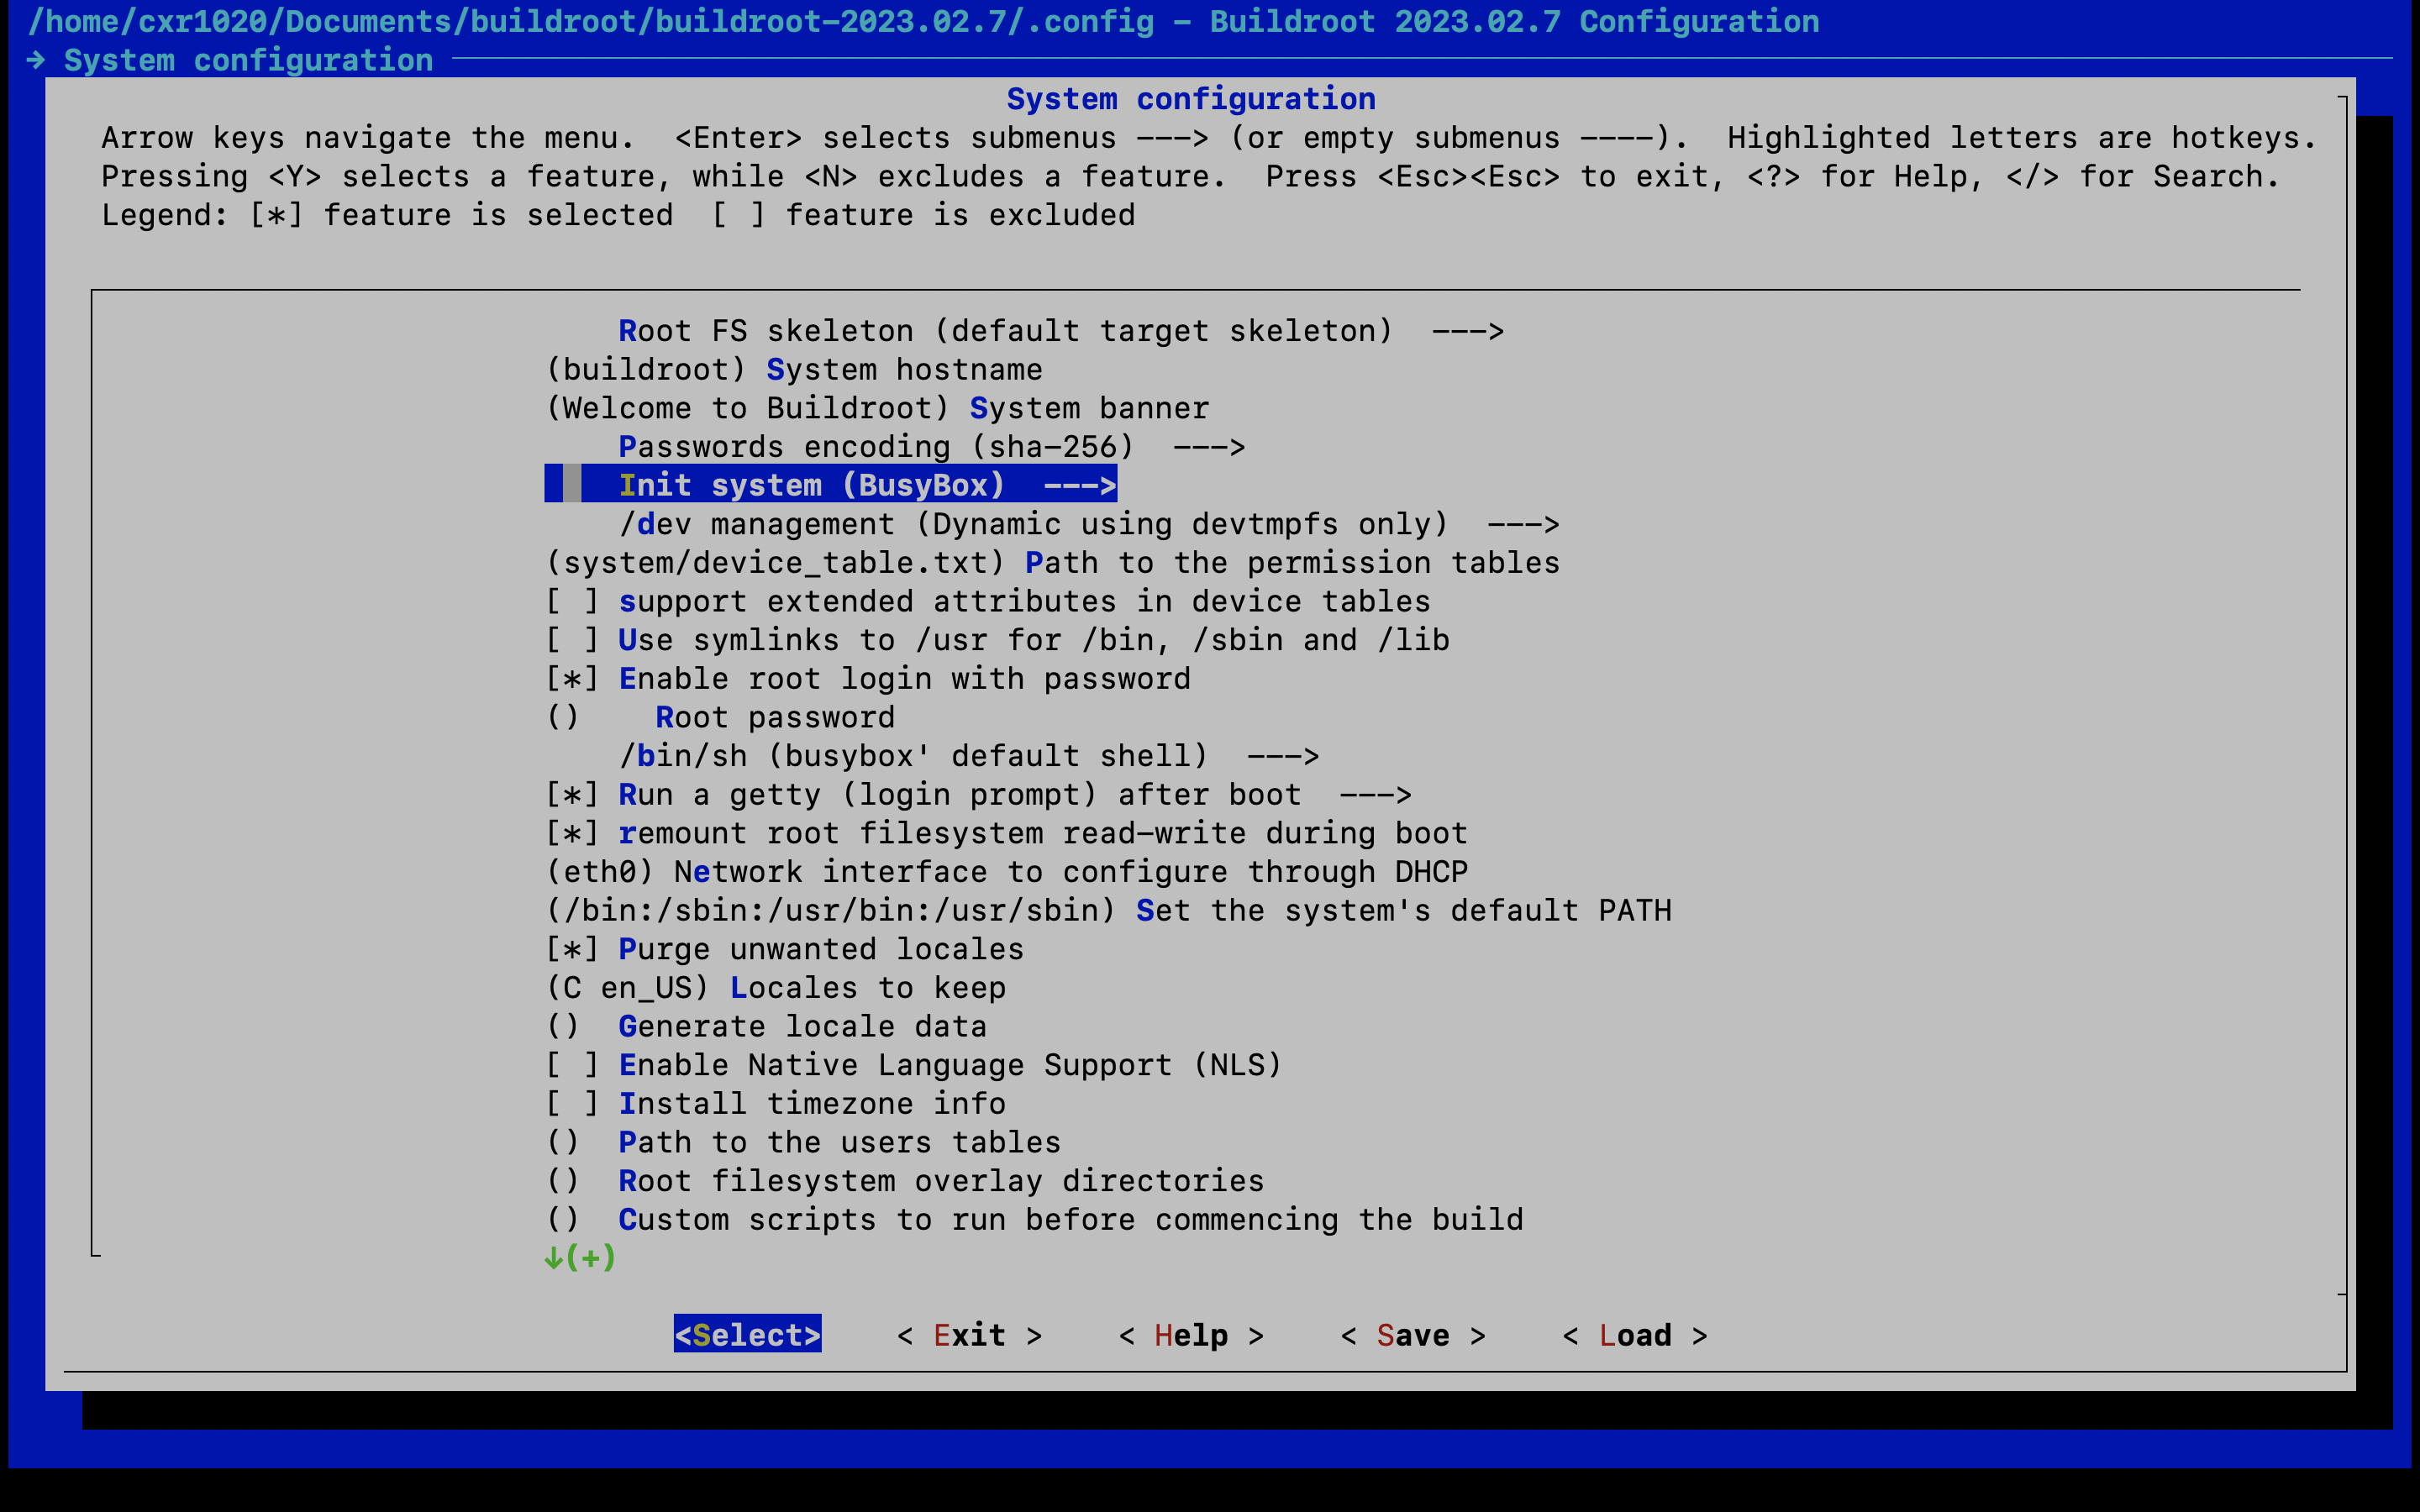 /home/cxr1020/Documents/buildroot/buildroot-2023.02.7/.config - Buildroot 2023.02.7 Configuration
→ System configuration
System configuration
Arrow keys navigate the menu.  <Enter> selects submenus ---> (or empty submenus ----).  Highlighted letters are hotkeys.
Pressing <Y> selects a feature, while <N> excludes a feature.  Press <Esc><Esc> to exit, <?> for Help, </> for Search.
Legend: [*] feature is selected  [ ] feature is excluded
Root FS skeleton (default target skeleton)  --->
(buildroot) System hostname
(Welcome to Buildroot) System banner
Passwords encoding (sha-256)  --->
Init system (BusyBox)  --->
/dev management (Dynamic using devtmpfs only)  --->
(system/device_table.txt) Path to the permission tables
[ ] support extended attributes in device tables
[ ] Use symlinks to /usr for /bin, /sbin and /lib
[*] Enable root login with password
()    Root password
/bin/sh (busybox' default shell)  --->
[*] Run a getty (login prompt) after boot  --->
[*] remount root filesystem read-write during boot
(eth0) Network interface to configure through DHCP
(/bin:/sbin:/usr/bin:/usr/sbin) Set the system's default PATH
[*] Purge unwanted locales
(C en_US) Locales to keep
()  Generate locale data
[ ] Enable Native Language Support (NLS)
[ ] Install timezone info
()  Path to the users tables
()  Root filesystem overlay directories
()  Custom scripts to run before commencing the build
↓(+)
<Select>    < Exit >    < Help >    < Save >    < Load >